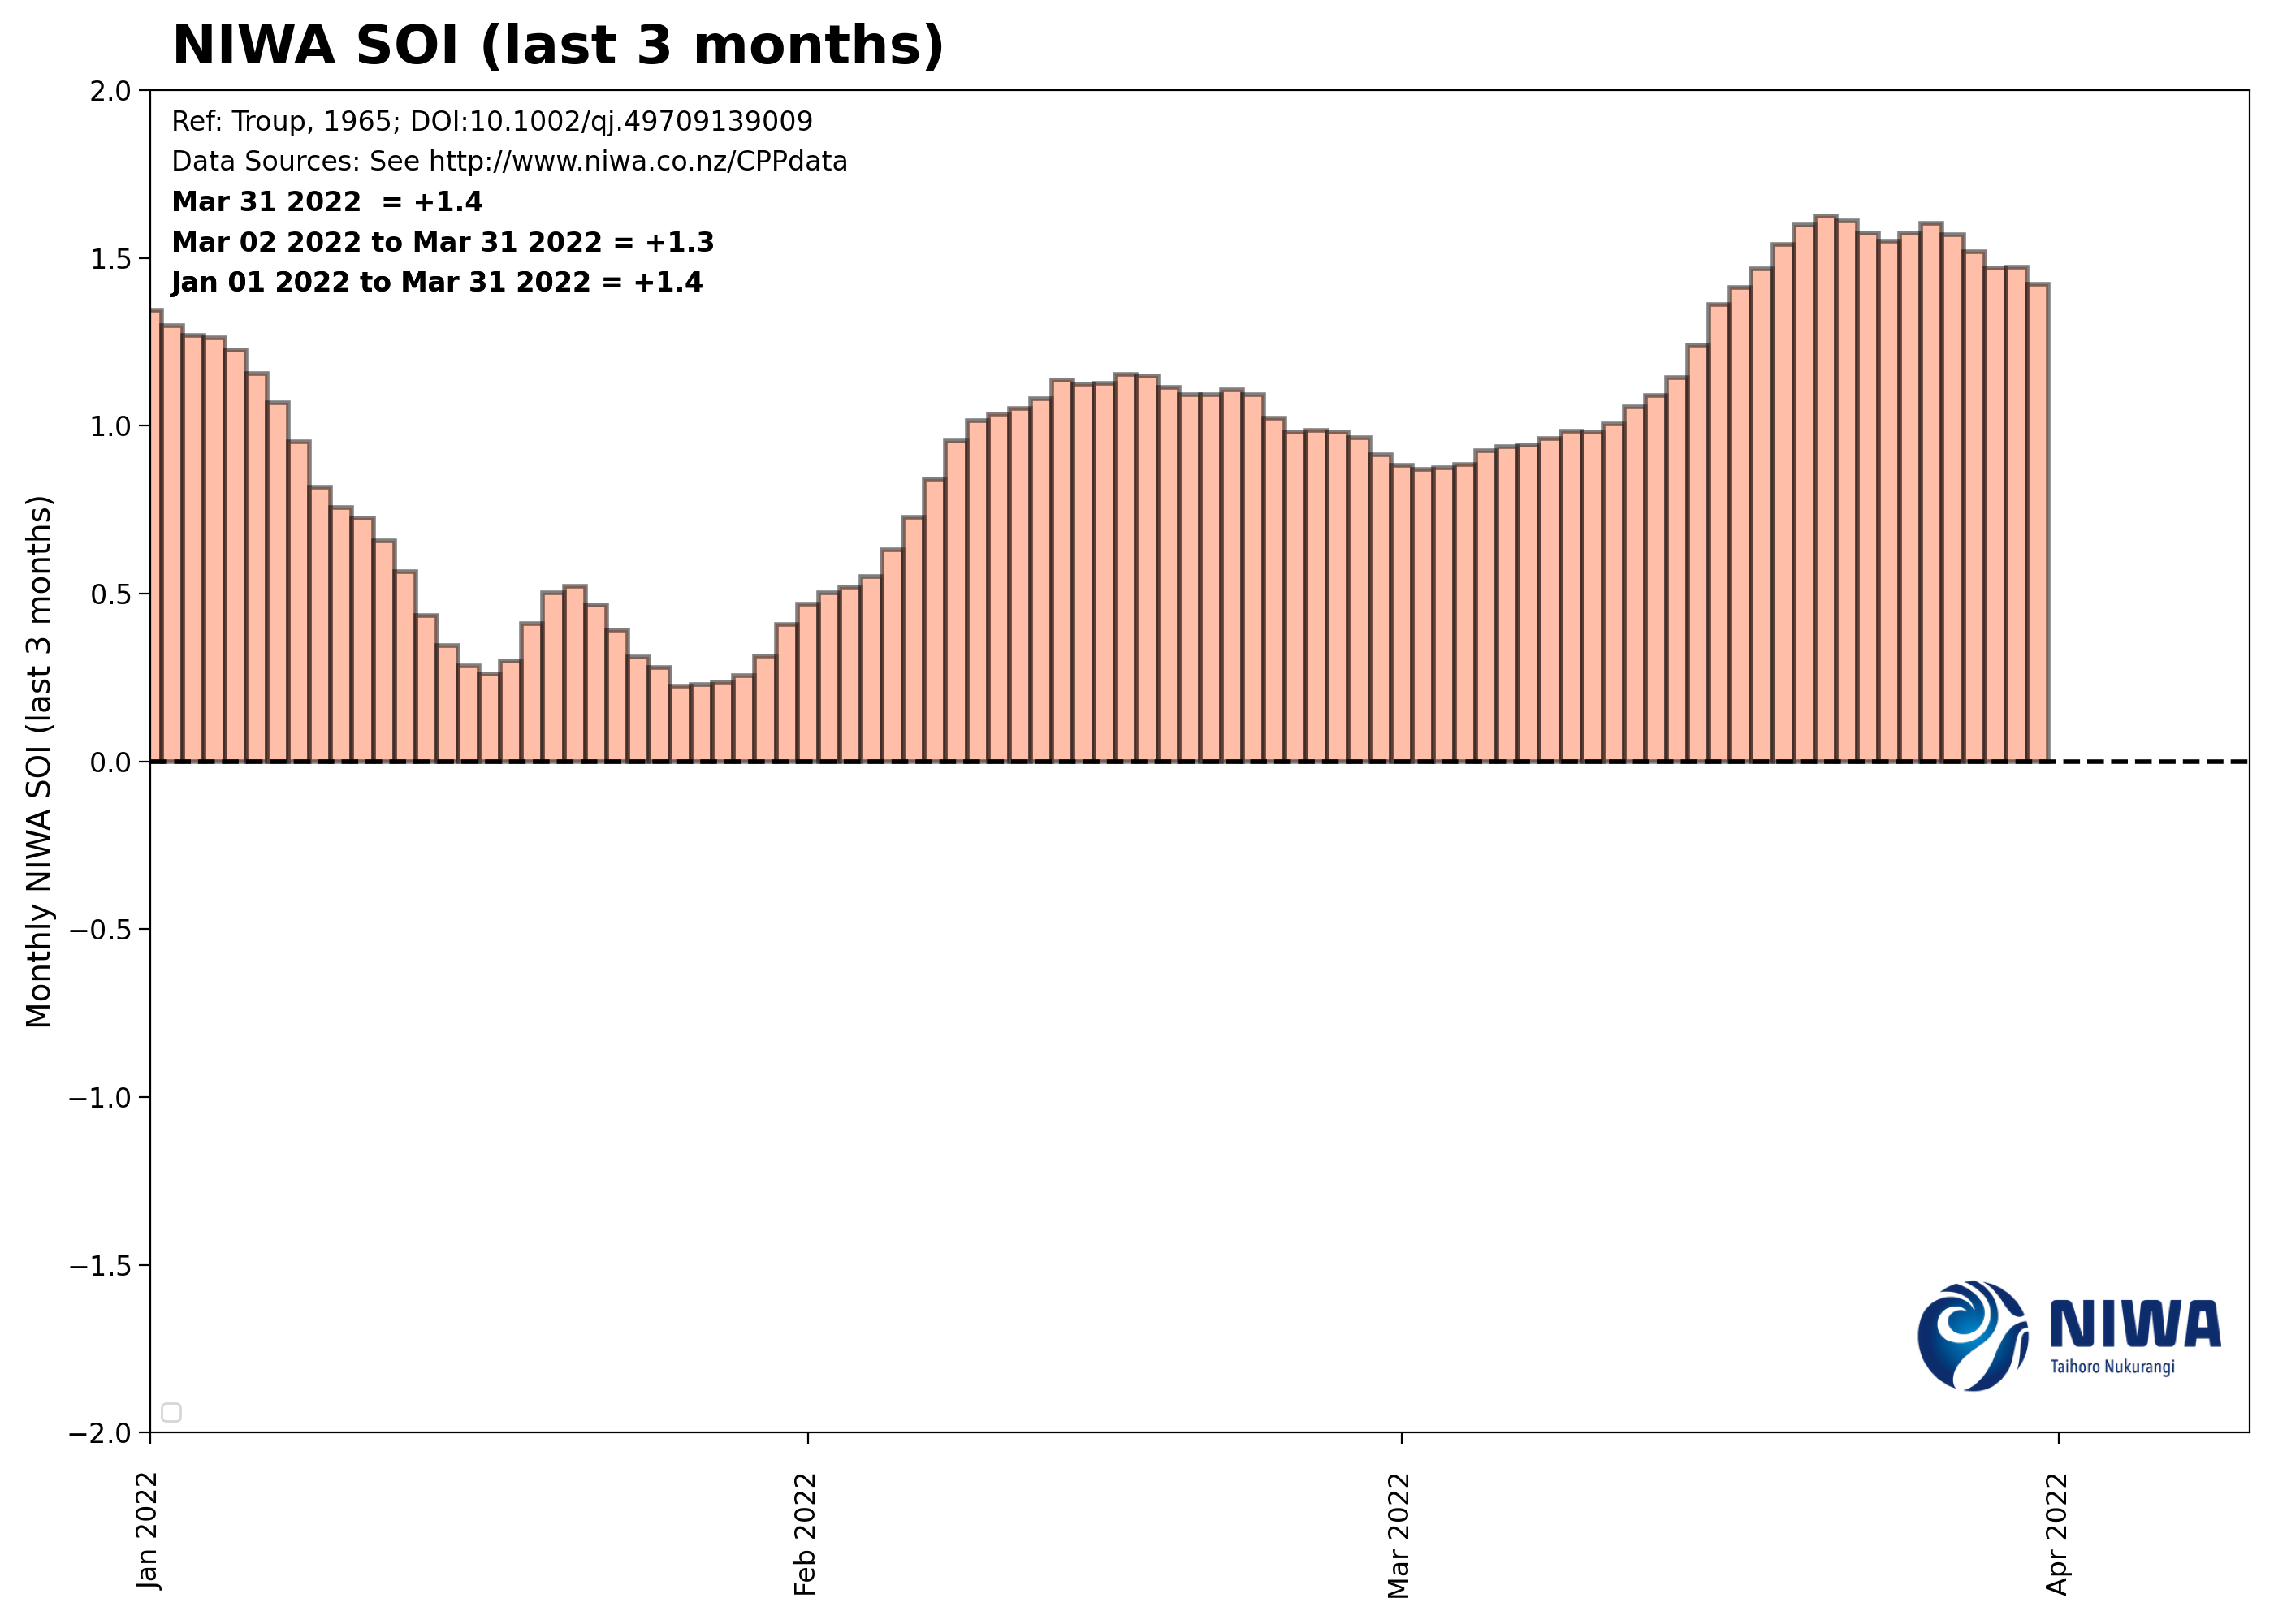 NIWA SOI (last 3 months)
Ref: Troup, 1965; DOI:10.1002/qj.49709139009
Data Sources: See http://www.niwa.co.nz/CPPdata
Mar 31 2022  = +1.4
Mar 02 2022 to Mar 31 2022 = +1.3
Jan 01 2022 to Mar 31 2022 = +1.4
Monthly NIWA SOI (last 3 months)
2.0
1.5
1.0
0.5
0.0
−0.5
−1.0
−1.5
−2.0
NIWA
Taihoro Nukurangi
Jan 2022
Feb 2022
Mar 2022
Apr 2022